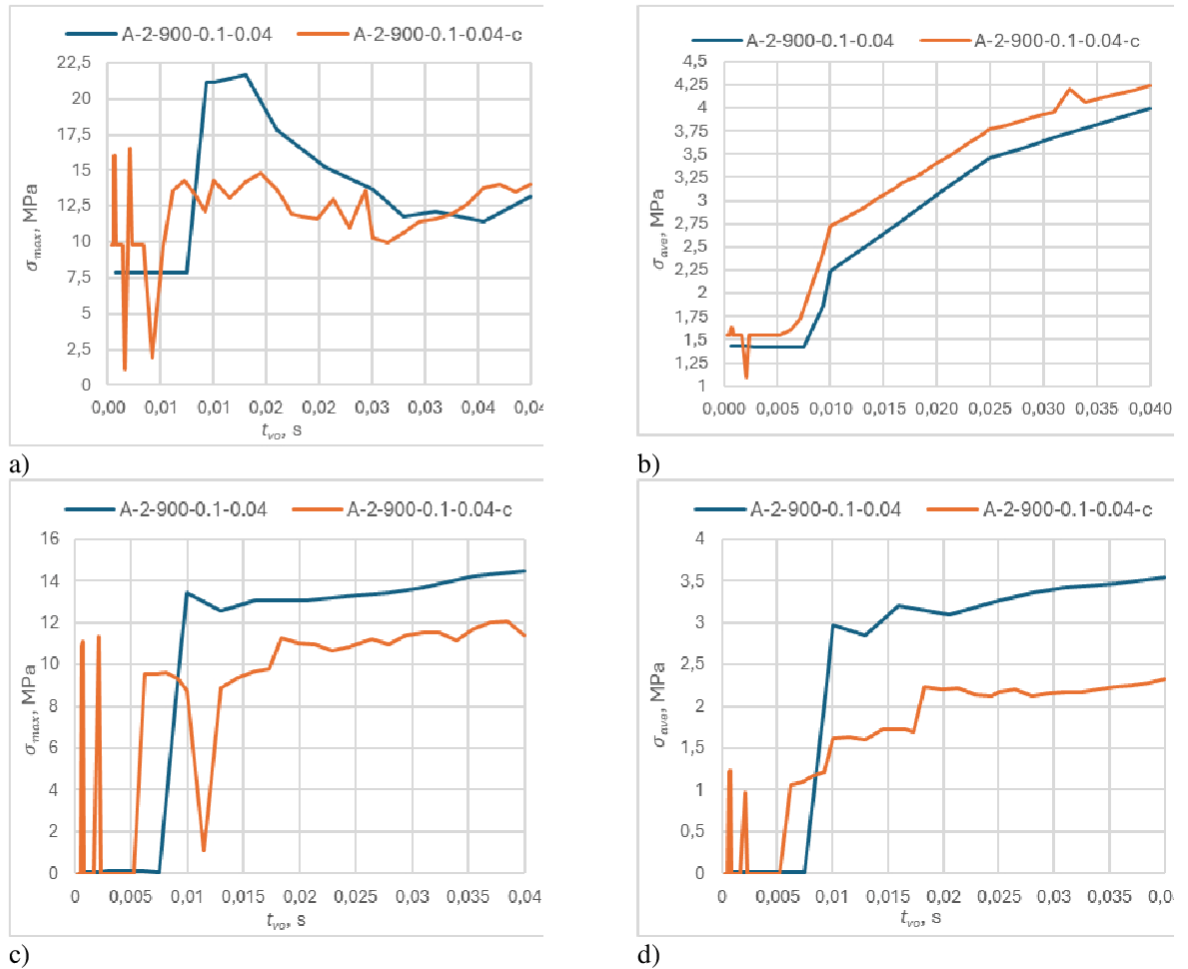 A-2-900-0.1-0.04 A-2-900-0.1-0.04-c
22,5
20
17,5
15
12,5
10
7,5
5
2,5
0
σmax, MPa
0,00 0,01 0,01 0,02 0,02 0,03 0,03 0,04 0,04
tvo, s
a)
A-2-900-0.1-0.04 A-2-900-0.1-0.04-c
4,5
4,25
4
3,75
3,5
3,25
3
2,75
2,5
2,25
2
1,75
1,5
1,25
1
σave, MPa
0,000 0,005 0,010 0,015 0,020 0,025 0,030 0,035 0,040
tvo, s
b)
A-2-900-0.1-0.04 A-2-900-0.1-0.04-c
16
14
12
10
8
6
4
2
0
σmax, MPa
0 0,005 0,01 0,015 0,02 0,025 0,03 0,035 0,04
tvo, s
c)
A-2-900-0.1-0.04 A-2-900-0.1-0.04-c
4
3,5
3
2,5
2
1,5
1
0,5
0
σave, MPa
0 0,005 0,01 0,015 0,02 0,025 0,03 0,035 0,0
tvo, s
d)